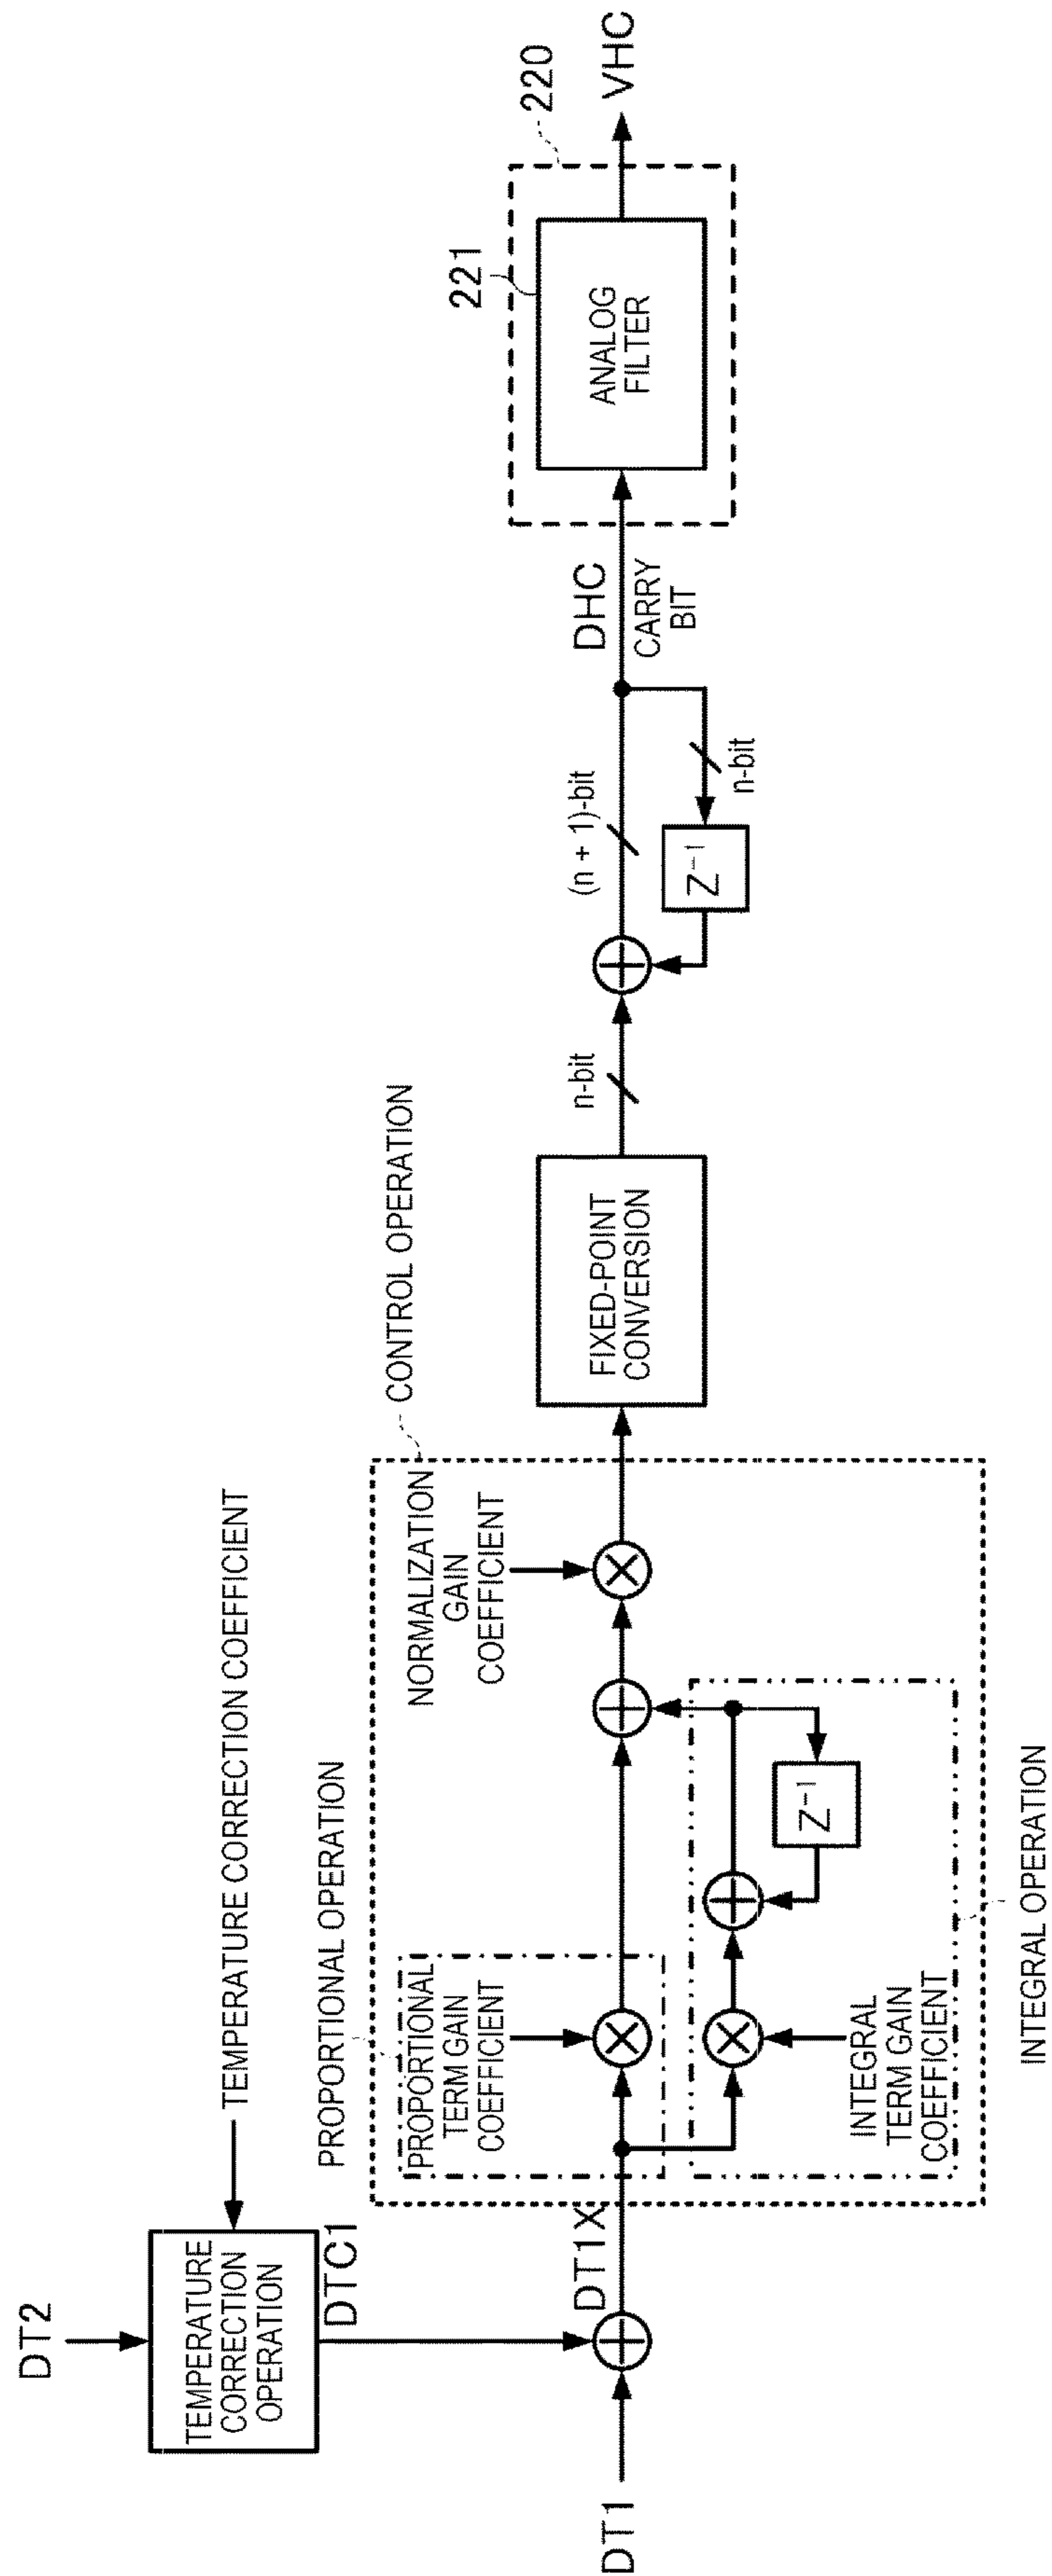 DT2
TEMPERATURE
CORRECTION
OPERATION
TEMPERATURE CORRECTION COEFFICIENT
DTC1
DT1
DT1X
PROPORTIONAL OPERATION
PROPORTIONAL
TERM GAIN
COEFFICIENT
INTEGRAL
TERM GAIN
COEFFICIENT
Z⁻¹
INTEGRAL OPERATION
NORMALIZATION
GAIN
COEFFICIENT
CONTROL OPERATION
FIXED-POINT
CONVERSION
n-bit
(n + 1)-bit
Z⁻¹
n-bit
DHC
CARRY
BIT
221
ANALOG
FILTER
220
VHC